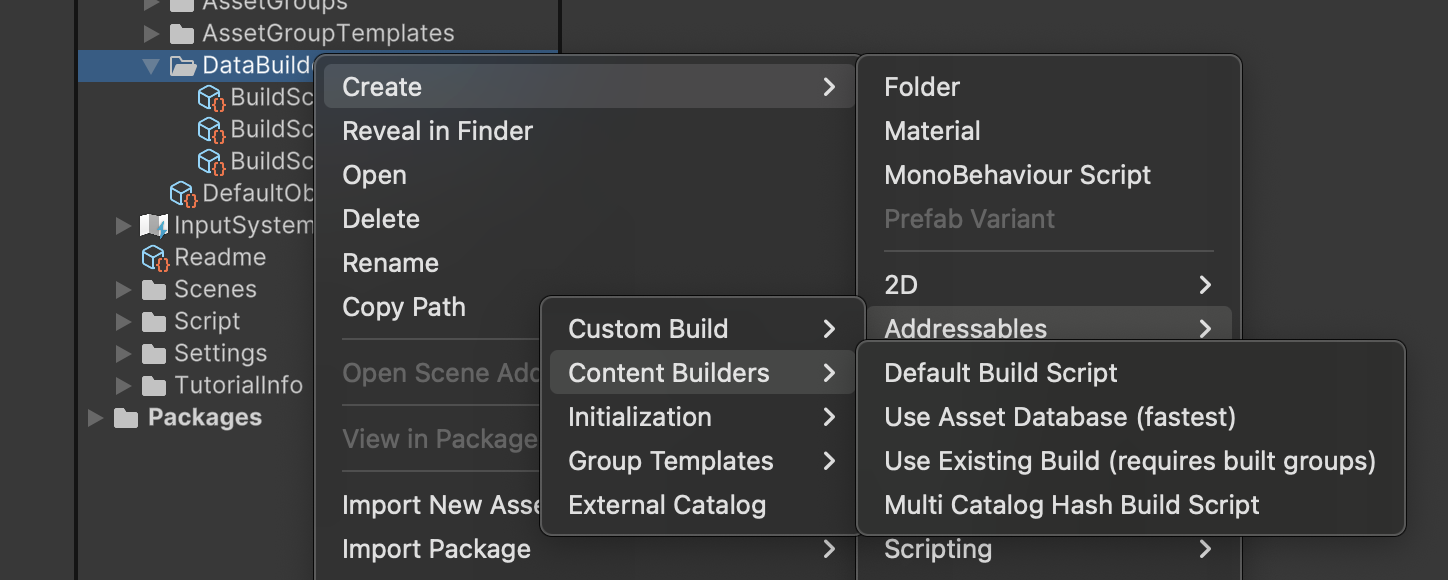 AssetGroups
AssetGroupTemplates
DataBuilde
BuildSc
BuildSc
BuildSc
DefaultOb
InputSystem
Readme
Scenes
Script
Settings
TutorialInfo
Packages
Create
Reveal in Finder
Open
Delete
Rename
Copy Path
Open Scene Add
View in Package
Import New Asse
Import Package
Folder
Material
MonoBehaviour Script
Prefab Variant
2D
Addressables
Scripting
Custom Build
Content Builders
Initialization
Group Templates
External Catalog
Default Build Script
Use Asset Database (fastest)
Use Existing Build (requires built groups)
Multi Catalog Hash Build Script